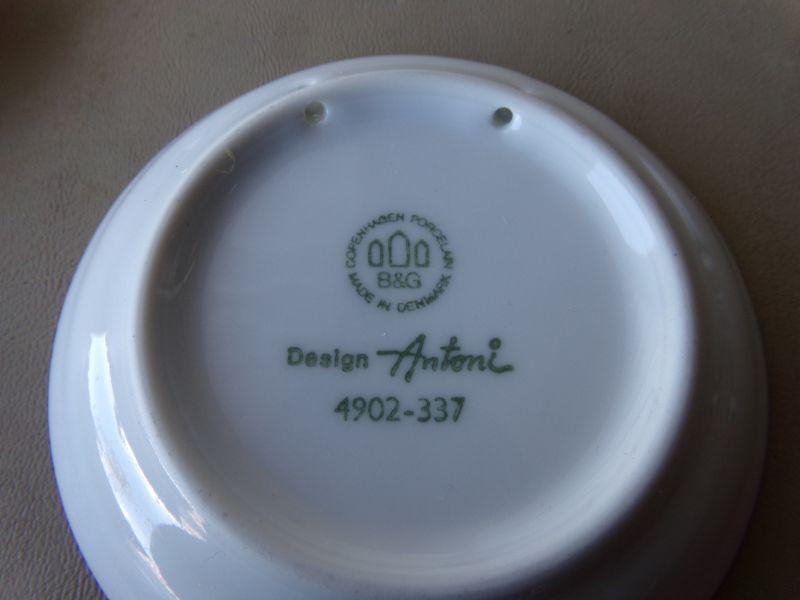 COPENHAGEN PORCELAIN
B&G
MADE IN DENMARK
Design Antoni
4902-337